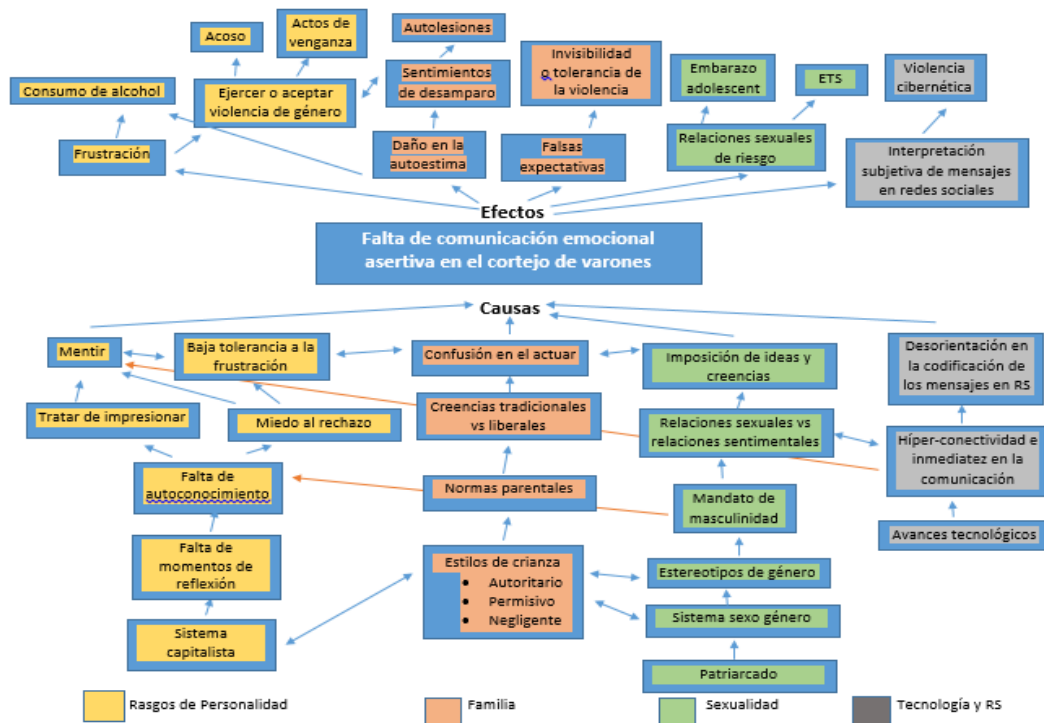 Acoso
Actos de
venganza
Autolesiones
Consumo de alcohol
Ejercer o aceptar
violencia de género
Sentimientos
de desamparo
Invisibilidad
o tolerancia de
la violencia
Embarazo
adolescent
ETS
Violencia
cibernética
Frustración
Daño en la
autoestima
Falsas
expectativas
Relaciones sexuales
de riesgo
Interpretación
subjetiva de mensajes
en redes sociales
Efectos
Falta de comunicación emocional
asertiva en el cortejo de varones
Causas
Mentir
Baja tolerancia a la
frustración
Confusión en el actuar
Imposición de ideas y
creencias
Desorientación en
la codificación de
los mensajes en RS
Tratar de impresionar
Miedo al rechazo
Creencias tradicionales
vs liberales
Relaciones sexuales vs
relaciones sentimentales
Híper-conectividad e
inmediatez en la
comunicación
Falta de
autoconocimiento
Normas parentales
Mandato de
masculinidad
Avances tecnológicos
Falta de
momentos de
reflexión
Estilos de crianza
• Autoritario
• Permisivo
• Negligente
Estereotipos de género
Sistema sexo género
Sistema
capitalista
Patriarcado
Rasgos de Personalidad
Familia
Sexualidad
Tecnología y RS